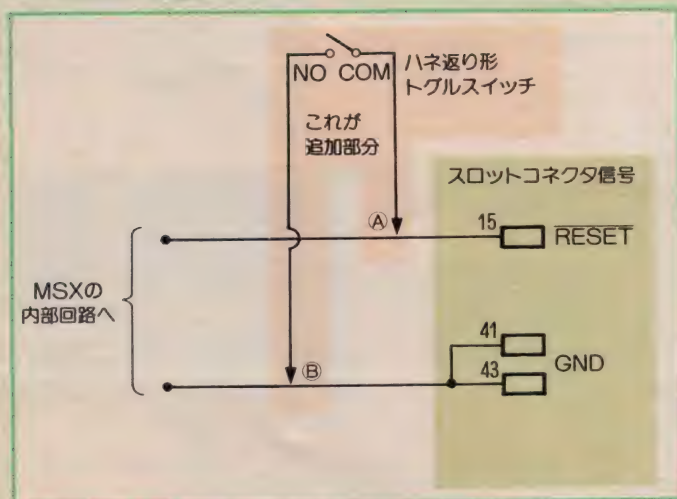 NO COM
ハネ返り形
トグルスイッチ
これが
追加部分
スロットコネクタ信号
Ⓐ
15
RESET
MSXの
内部回路へ
41
43
GND
Ⓑ